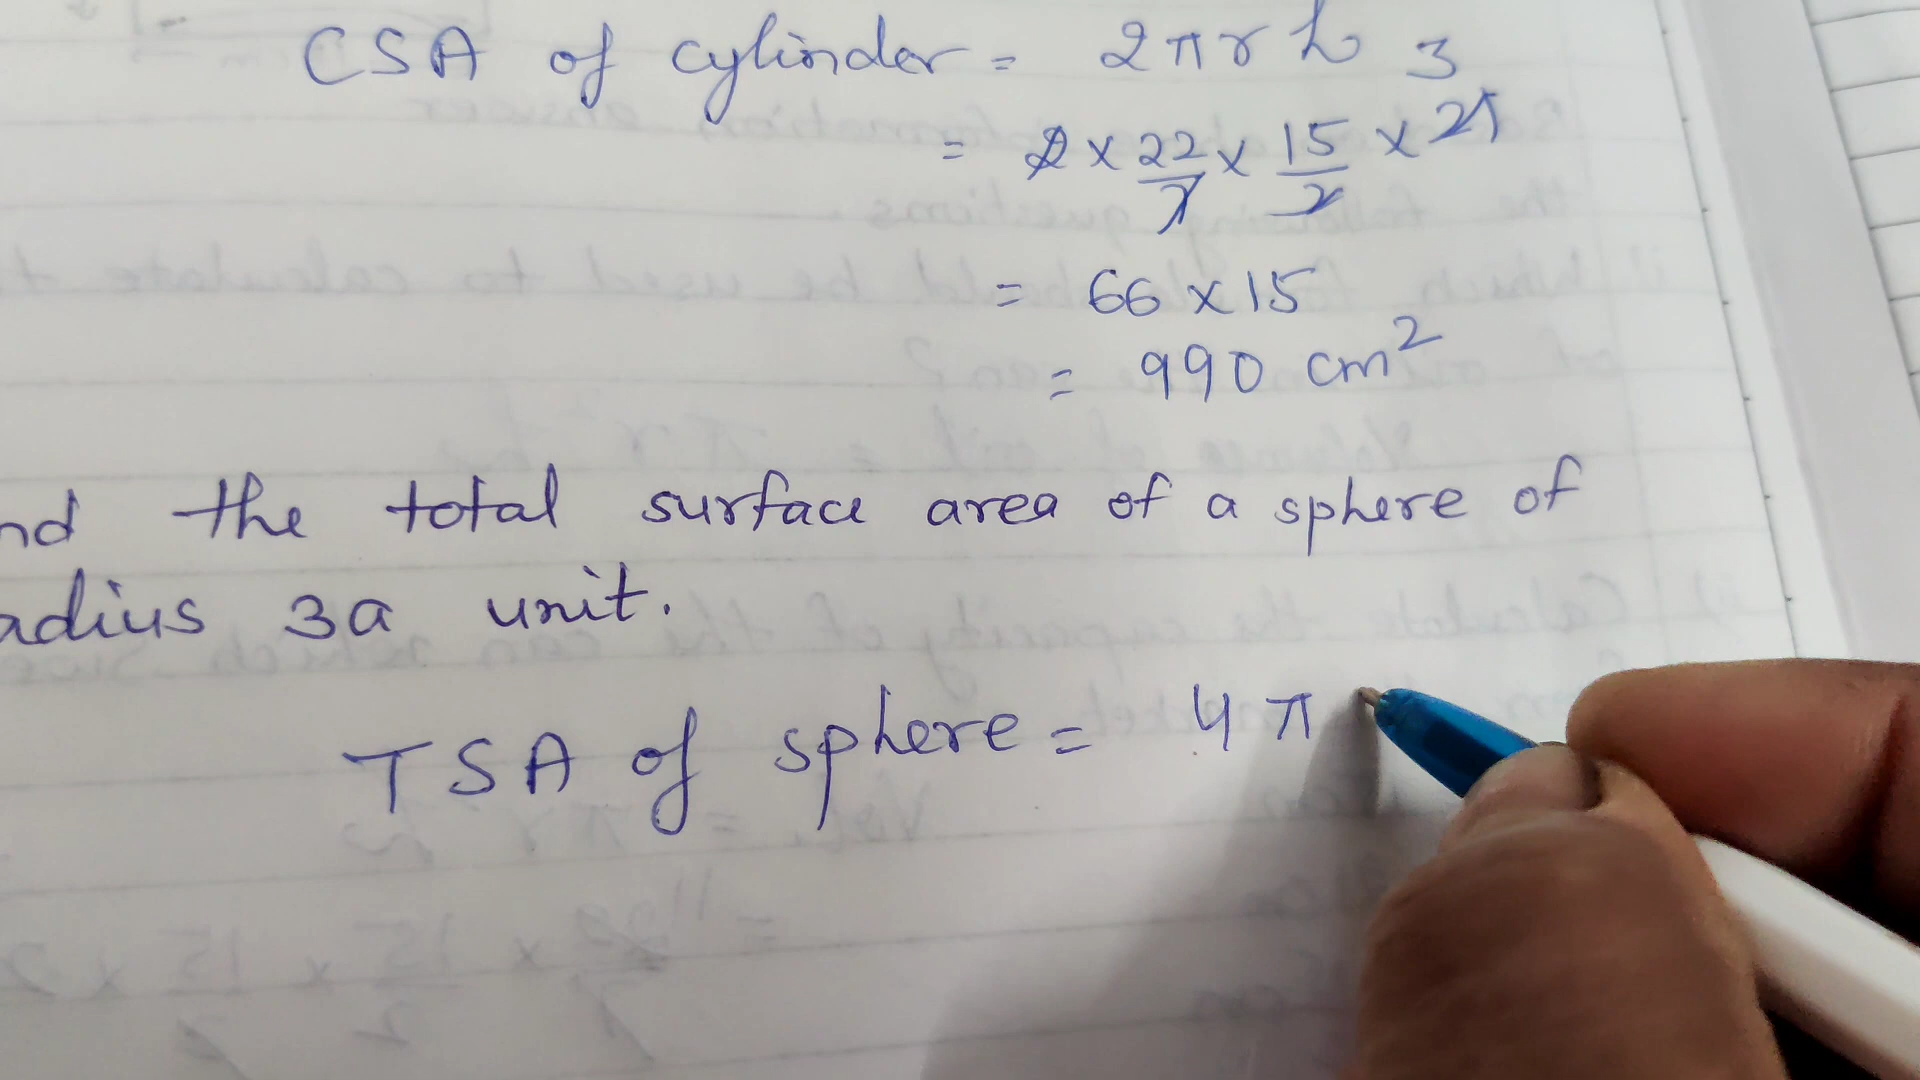 CSA of cylinder = 2πrh
3
= 2 × 22/7 × 15/2 × 21
= 66 × 15
= 990 cm²
nd the total surface area of a sphere of
adius 3a unit.
TSA of sphere = 4π